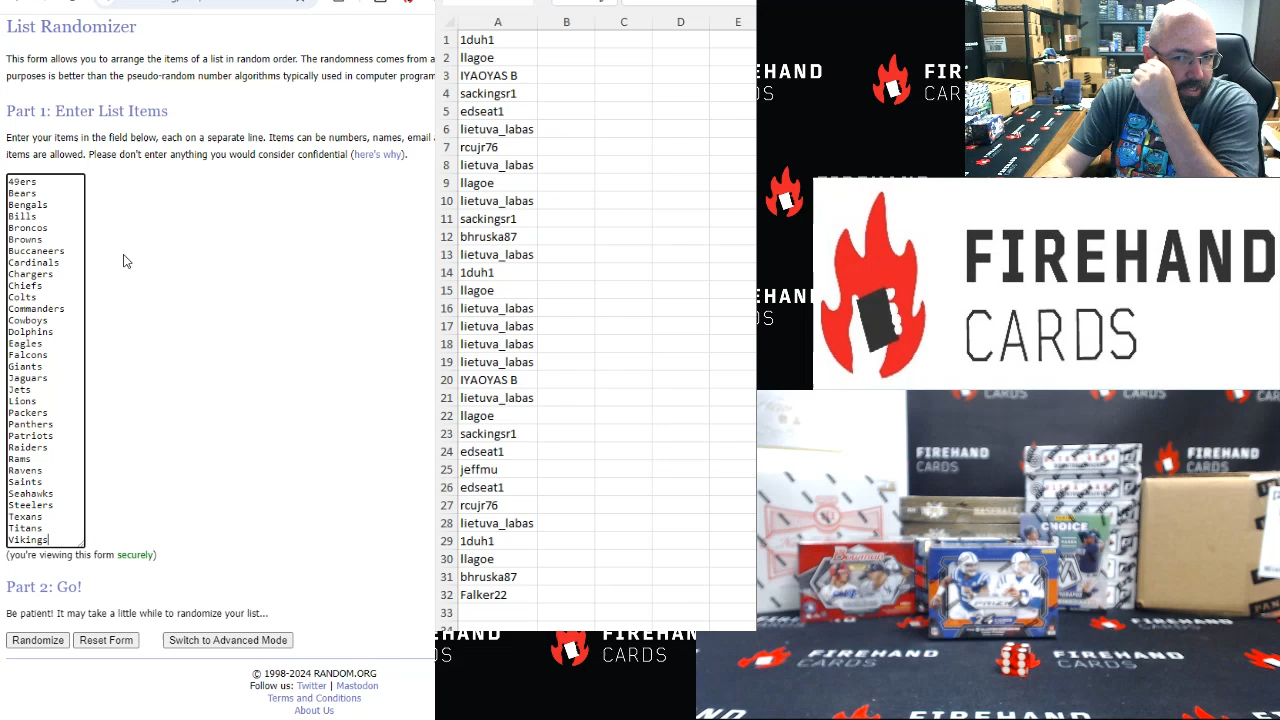 List Randomizer
This form allows you to arrange the items of a list in random order. The randomness comes from
purposes is better than the pseudo-random number algorithms typically used in computer
Part 1: Enter List Items
Enter your items in the field below, each on a separate line. Items can be numbers, names, email
items are allowed. Please don't enter anything you would consider confidential (here's why).
49ers
Bears
Bengals
Bills
Broncos
Browns
Buccaneers
Cardinals
Chargers
Chiefs
Colts
Commanders
Cowboys
Dolphins
Eagles
Falcons
Giants
Jaguars
Jets
Lions
Packers
Panthers
Patriots
Raiders
Rams
Ravens
Saints
Seahawks
Steelers
Texans
Titans
Vikings
(you're viewing this form securely)
Part 2: Go!
Be patient! It may take a little while to randomize your list...
Randomize Reset Form Switch to Advanced Mode
© 1998-2024 RANDOM.ORG
Follow us: Twitter | Mastodon
Terms and Conditions
About Us
A B C D E
1 1duh1
2 llagoe
3 IYAOYAS B
4 sackingsr1
5 edseat1
6 lietuva_labas
7 rcujr76
8 lietuva_labas
9 llagoe
10 lietuva_labas
11 sackingsr1
12 bhruska87
13 lietuva_labas
14 1duh1
15 llagoe
16 lietuva_labas
17 lietuva_labas
18 lietuva_labas
19 lietuva_labas
20 IYAOYAS B
21 lietuva_labas
22 llagoe
23 sackingsr1
24 edseat1
25 jeffmu
26 edseat1
27 rcujr76
28 lietuva_labas
29 1duh1
30 llagoe
31 bhruska87
32 Falker22
33
FIREHAND
CARDS
FIREHAND
CARDS
FIREHAND
CARDS
FIREHAND
CARDS
FIREHAND
CARDS
Bowman
PRIZM
CHOICE
BASEBALL